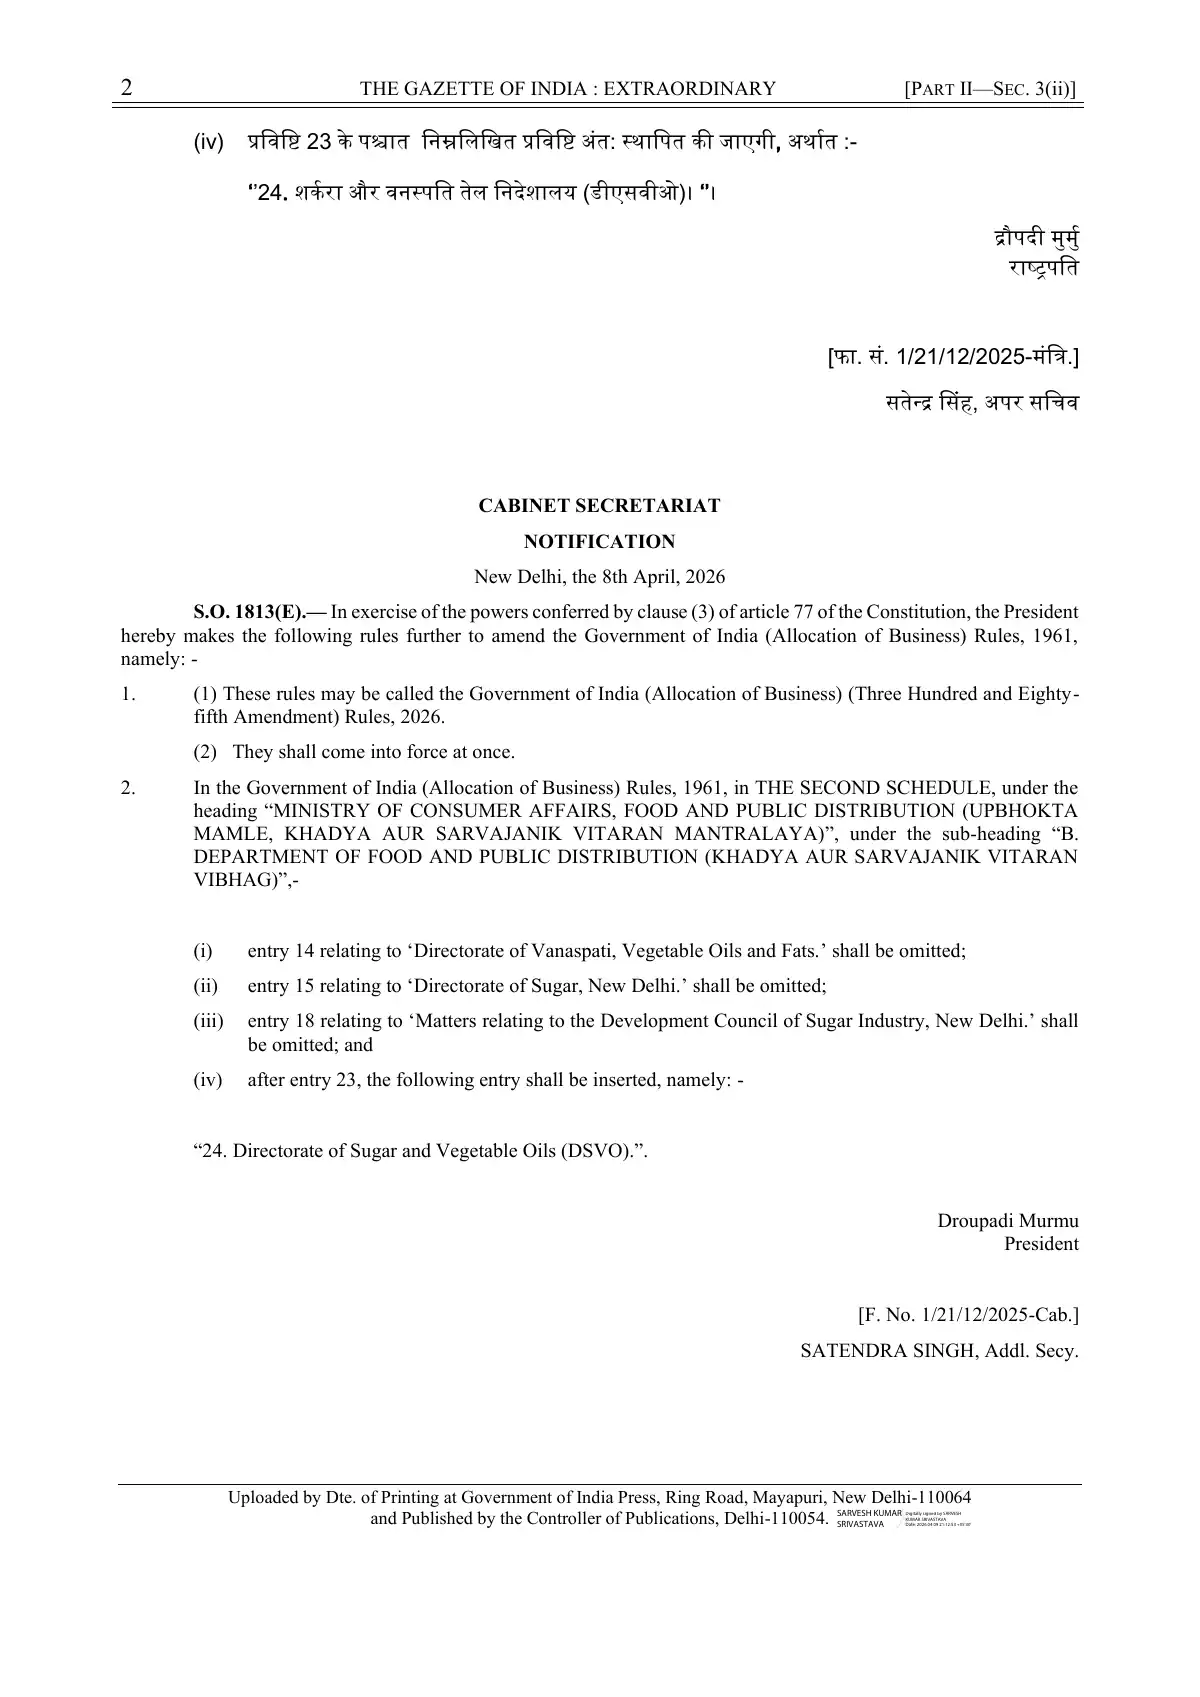 2 THE GAZETTE OF INDIA : EXTRAORDINARY [PART II—SEC. 3(ii)]
(iv) प्रविष्टि 23 के पश्चात निम्नलिखित प्रविष्टि अंत: स्थापित की जाएगी, अर्थात :-
‘’24. शर्करा और वनस्पति तेल निदेशालय (डीएसवीओ)। ‘’।
द्रौपदी मुर्मु
राष्ट्रपति
[फा. सं. 1/21/12/2025-मंत्रि.]
सतेन्द्र सिंह, अपर सचिव
CABINET SECRETARIAT
NOTIFICATION
New Delhi, the 8th April, 2026
S.O. 1813(E).— In exercise of the powers conferred by clause (3) of article 77 of the Constitution, the President
hereby makes the following rules further to amend the Government of India (Allocation of Business) Rules, 1961,
namely: -
1. (1) These rules may be called the Government of India (Allocation of Business) (Three Hundred and Eighty-
fifth Amendment) Rules, 2026.
(2) They shall come into force at once.
2. In the Government of India (Allocation of Business) Rules, 1961, in THE SECOND SCHEDULE, under the
heading “MINISTRY OF CONSUMER AFFAIRS, FOOD AND PUBLIC DISTRIBUTION (UPBHOKTA
MAMLE, KHADYA AUR SARVAJANIK VITARAN MANTRALAYA)”, under the sub-heading “B.
DEPARTMENT OF FOOD AND PUBLIC DISTRIBUTION (KHADYA AUR SARVAJANIK VITARAN
VIBHAG)”,-
(i) entry 14 relating to ‘Directorate of Vanaspati, Vegetable Oils and Fats.’ shall be omitted;
(ii) entry 15 relating to ‘Directorate of Sugar, New Delhi.’ shall be omitted;
(iii) entry 18 relating to ‘Matters relating to the Development Council of Sugar Industry, New Delhi.’ shall
be omitted; and
(iv) after entry 23, the following entry shall be inserted, namely: -
“24. Directorate of Sugar and Vegetable Oils (DSVO).”.
Droupadi Murmu
President
[F. No. 1/21/12/2025-Cab.]
SATENDRA SINGH, Addl. Secy.
Uploaded by Dte. of Printing at Government of India Press, Ring Road, Mayapuri, New Delhi-110064
and Published by the Controller of Publications, Delhi-110054.
SARVESH KUMAR
SRIVASTAVA
Digitally signed by SARVESH
KUMAR SRIVASTAVA